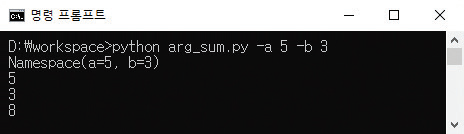 명령 프롬프트
D:₩workspace>python arg_sum.py -a 5 -b 3
Namespace(a=5, b=3)
5
3
8